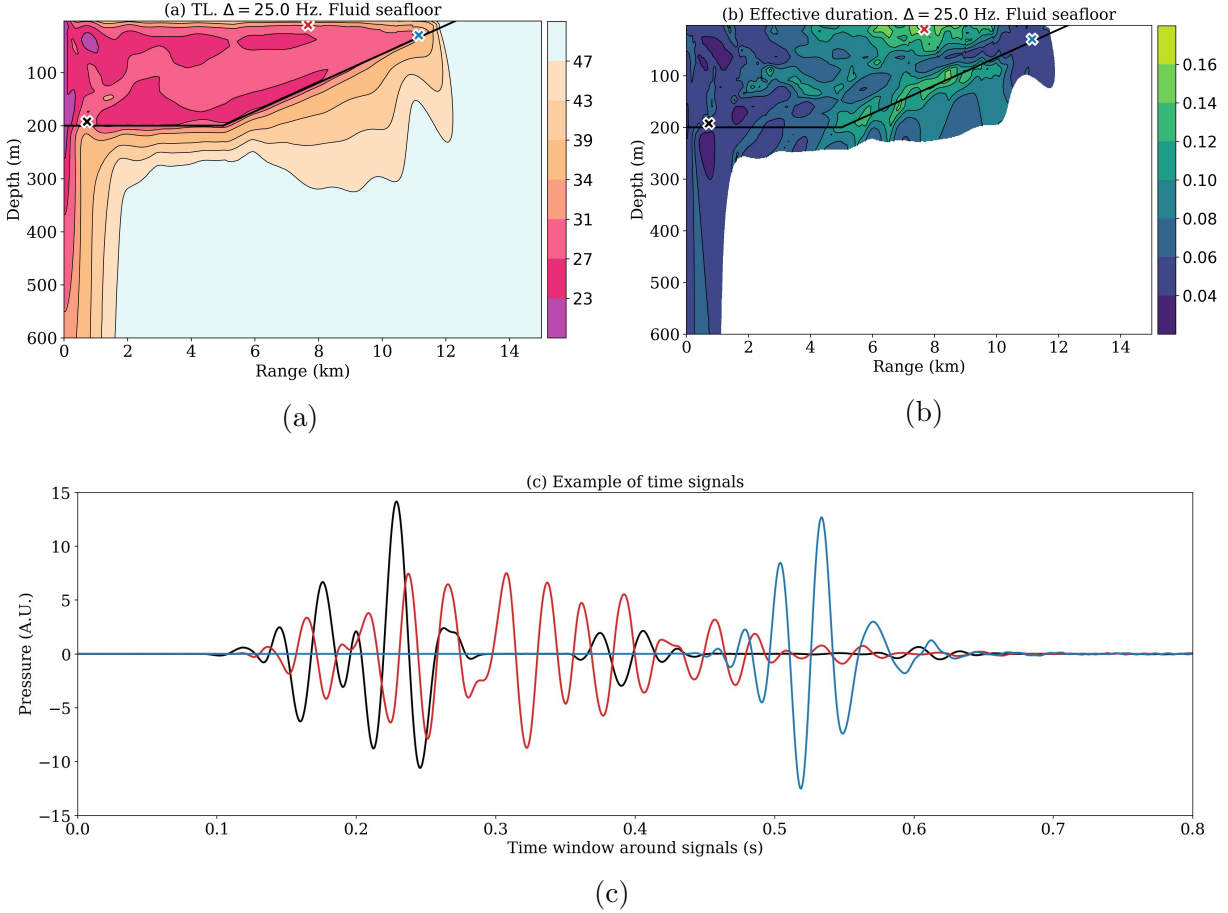 (a) TL. Δ = 25.0 Hz. Fluid seafloor
Depth (m)
100
200
300
400
500
600
0 2 4 6 8 10 12 14
Range (km)
47
43
39
34
31
27
23
(a)
(b) Effective duration. Δ = 25.0 Hz. Fluid seafloor
Depth (m)
100
200
300
400
500
600
0 2 4 6 8 10 12 14
Range (km)
0.16
0.14
0.12
0.10
0.08
0.06
0.04
(b)
(c) Example of time signals
Pressure (A.U.)
15
10
5
0
−5
−10
−15
0.0 0.1 0.2 0.3 0.4 0.5 0.6 0.7 0.8
Time window around signals (s)
(c)